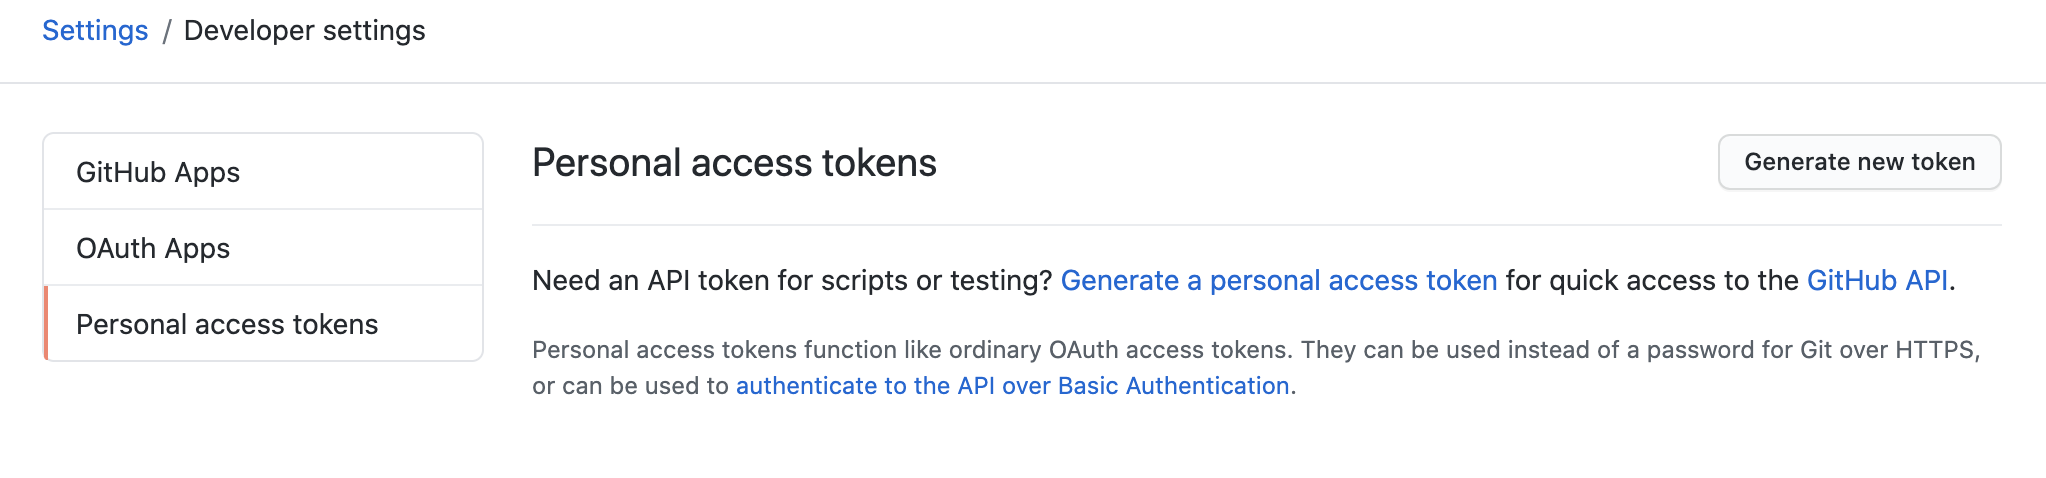 Settings / Developer settings
GitHub Apps
OAuth Apps
Personal access tokens
Personal access tokens
Generate new token
Need an API token for scripts or testing? Generate a personal access token for quick access to the GitHub API.
Personal access tokens function like ordinary OAuth access tokens. They can be used instead of a password for Git over HTTPS,
or can be used to authenticate to the API over Basic Authentication.